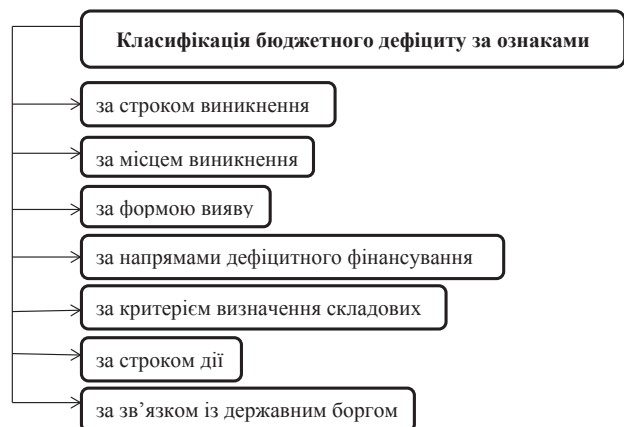 Класифікація бюджетного дефіциту за ознаками
за строком виникнення
за місцем виникнення
за формою вияву
за напрямами дефіцитного фінансування
за критерієм визначення складових
за строком дії
за зв’язком із державним боргом